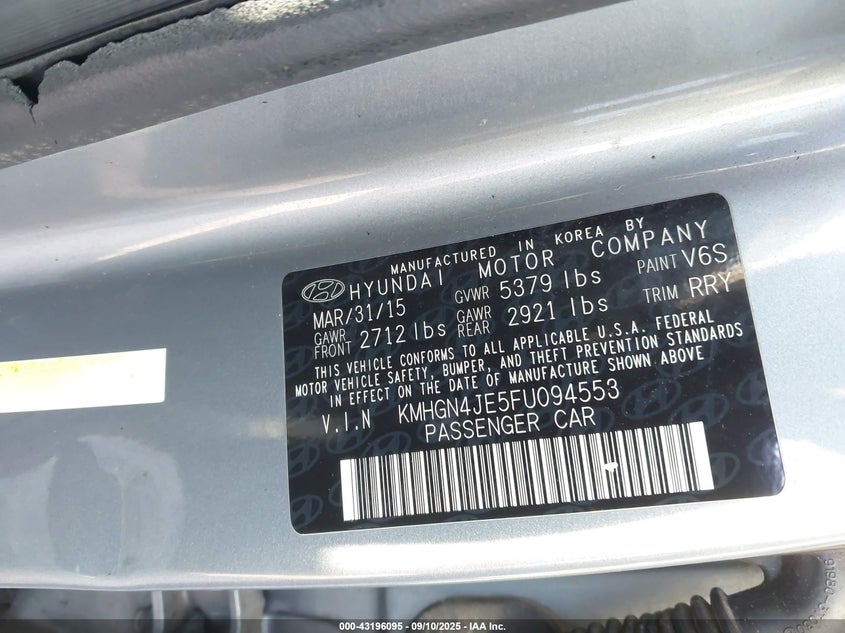 MANUFACTURED IN KOREA BY
HYUNDAI MOTOR COMPANY
MAR/31/15 GVWR 5379 lbs PAINT V6S
GAWR FRONT 2712 lbs GAWR REAR 2921 lbs TRIM RRY
THIS VEHICLE CONFORMS TO ALL APPLICABLE U.S.A. FEDERAL
MOTOR VEHICLE SAFETY, BUMPER, AND THEFT PREVENTION STANDARDS
IN EFFECT ON THE DATE OF MANUFACTURE SHOWN ABOVE
V.I.N KMHGN4JE5FU094553
PASSENGER CAR
000-43196095 - 09/10/2025 - IAA Inc.